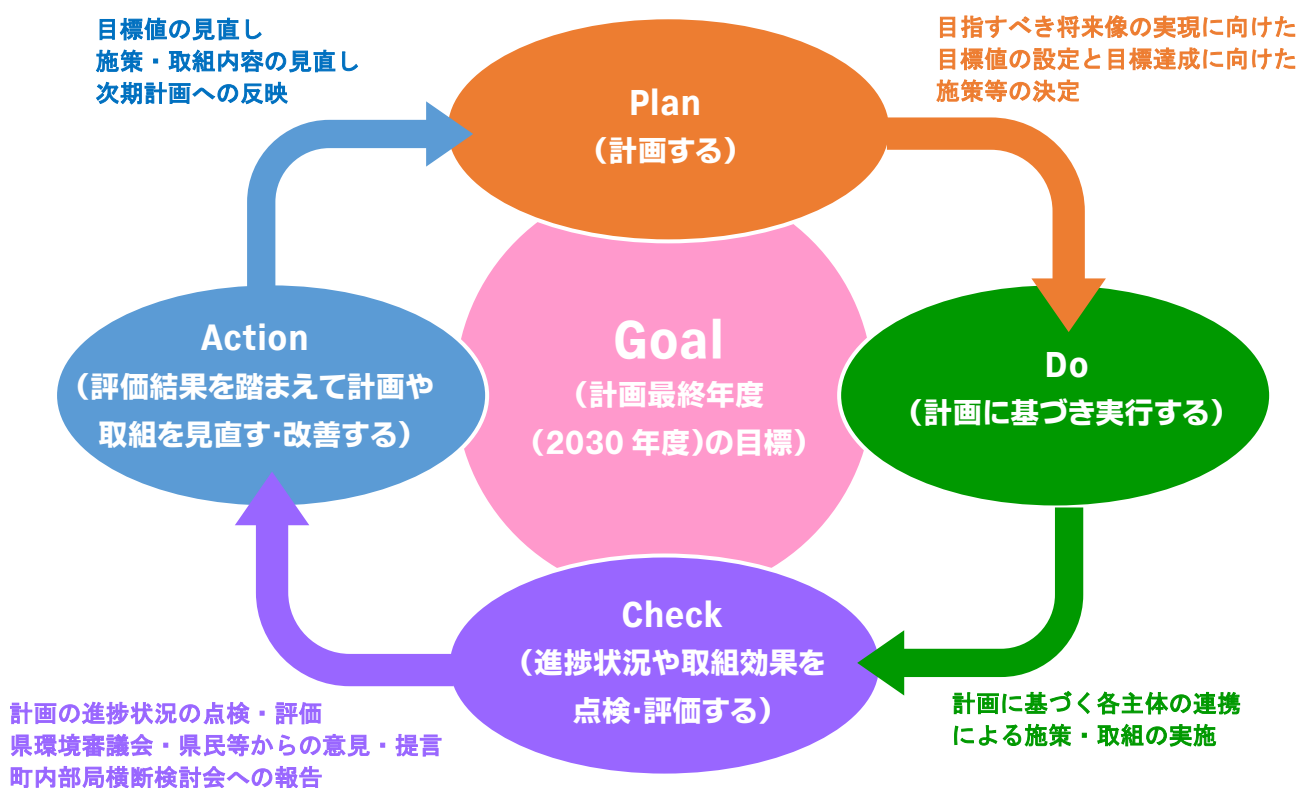 目標値の見直し
施策・取組内容の見直し
次期計画への反映
目指すべき将来像の実現に向けた
目標値の設定と目標達成に向けた
施策等の決定
Plan
（計画する）
Action
（評価結果を踏まえて計画や
取組を見直す・改善する）
Goal
（計画最終年度
（2030 年度）の目標）
Do
（計画に基づき実行する）
Check
（進捗状況や取組効果を
点検・評価する）
計画の進捗状況の点検・評価
県環境審議会・県民等からの意見・提言
町内部局横断検討会への報告
計画に基づく各主体の連携
による施策・取組の実施